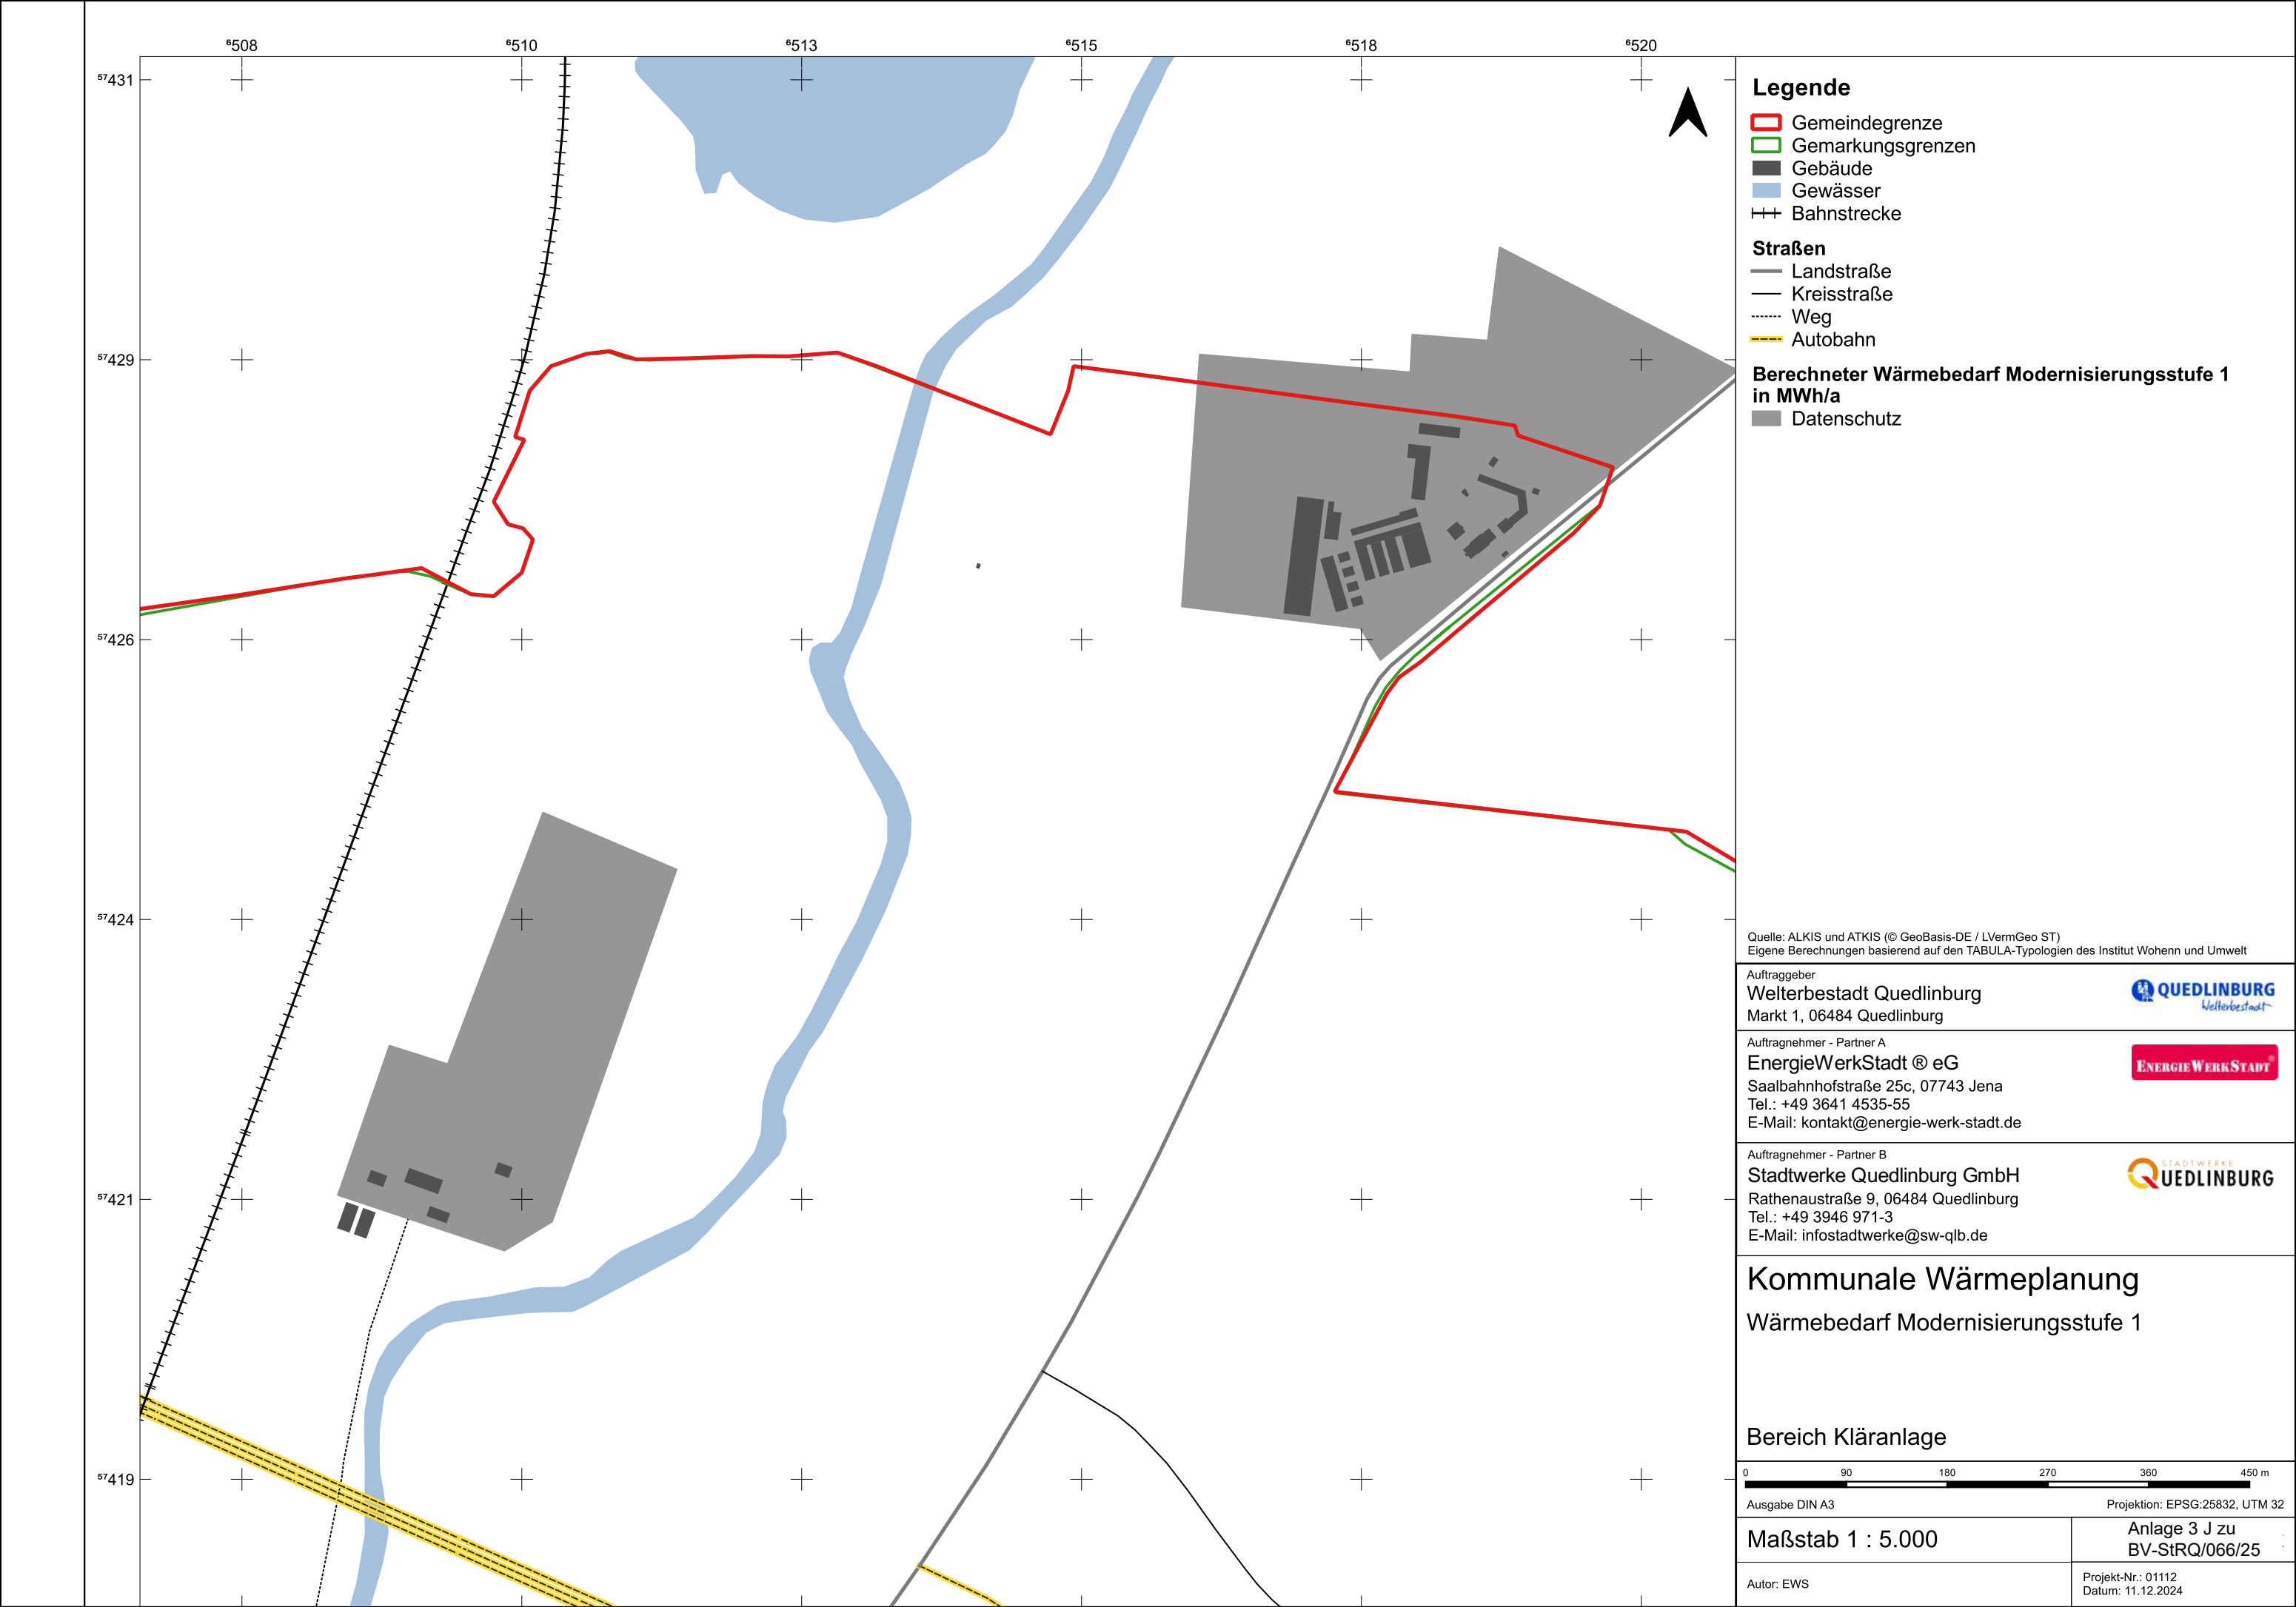 ⁶508 ⁶510 ⁶513 ⁶515 ⁶518 ⁶520
⁵⁷431
⁵⁷429
⁵⁷426
⁵⁷424
⁵⁷421
⁵⁷419
Legende
Gemeindegrenze
Gemarkungsgrenzen
Gebäude
Gewässer
Bahnstrecke
Straßen
Landstraße
Kreisstraße
Weg
Autobahn
Berechneter Wärmebedarf Modernisierungsstufe 1
in MWh/a
Datenschutz
Quelle: ALKIS und ATKIS (© GeoBasis-DE / LVermGeo ST)
Eigene Berechnungen basierend auf den TABULA-Typologien des Institut Wohenn und Umwelt
Auftraggeber
Welterbestadt Quedlinburg
Markt 1, 06484 Quedlinburg
QUEDLINBURG
Welterbestadt
Auftragnehmer - Partner A
EnergieWerkStadt ® eG
Saalbahnhofstraße 25c, 07743 Jena
Tel.: +49 3641 4535-55
E-Mail: kontakt@energie-werk-stadt.de
ENERGIEWERKSTADT®
Auftragnehmer - Partner B
Stadtwerke Quedlinburg GmbH
Rathenaustraße 9, 06484 Quedlinburg
Tel.: +49 3946 971-3
E-Mail: infostadtwerke@sw-qlb.de
STADTWERKE
QUEDLINBURG
Kommunale Wärmeplanung
Wärmebedarf Modernisierungsstufe 1
Bereich Kläranlage
0 90 180 270 360 450 m
Ausgabe DIN A3 Projektion: EPSG:25832, UTM 32
Maßstab 1 : 5.000
Anlage 3 J zu
BV-StRQ/066/25
Autor: EWS
Projekt-Nr.: 01112
Datum: 11.12.2024